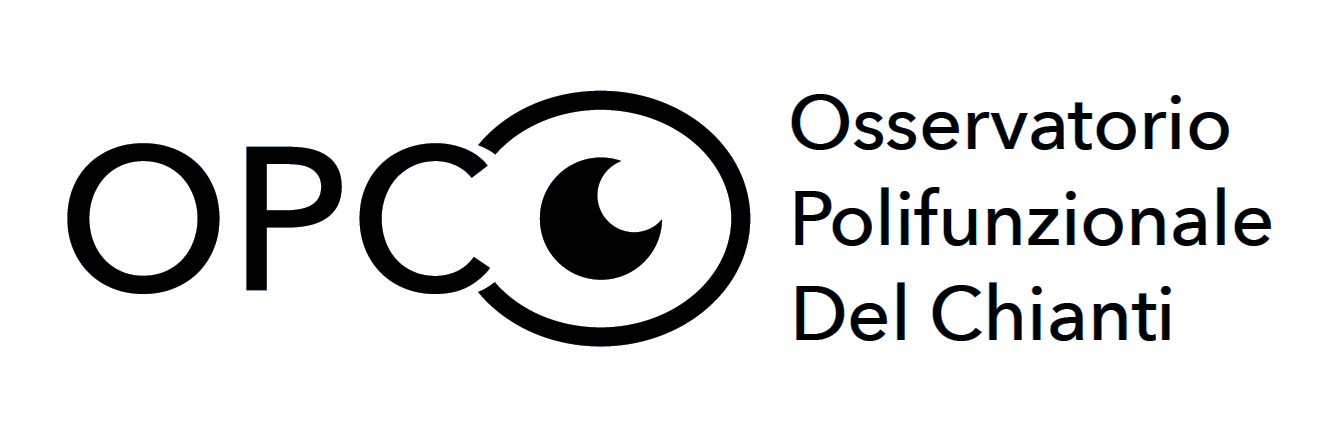 OPC
Osservatorio
Polifunzionale
Del Chianti